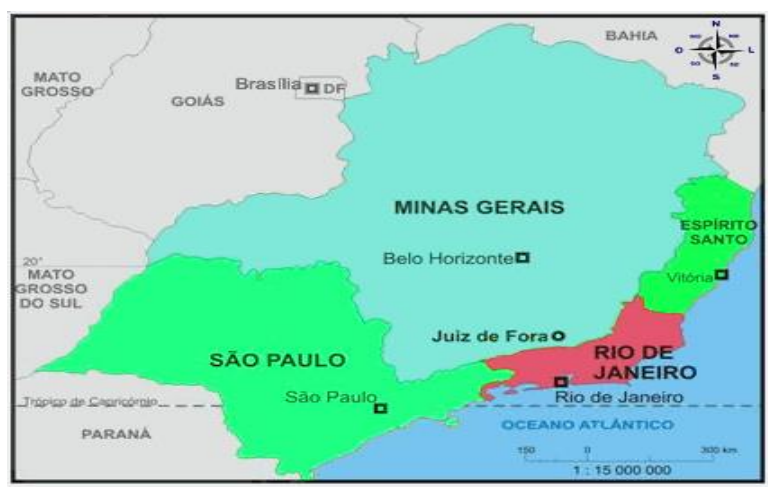 N
O
L
S
BAHIA
MATO
GROSSO
GOIÁS
Brasília
DF
MINAS GERAIS
ESPÍRITO
SANTO
Belo Horizonte
20°
Vitória
MATO
GROSSO
DO SUL
Juiz de Fora
SÃO PAULO
RIO DE
JANEIRO
São Paulo
Rio de Janeiro
Trópico de Capricórnio
PARANÁ
OCEANO ATLÂNTICO
150 0 300 km
1 : 15 000 000